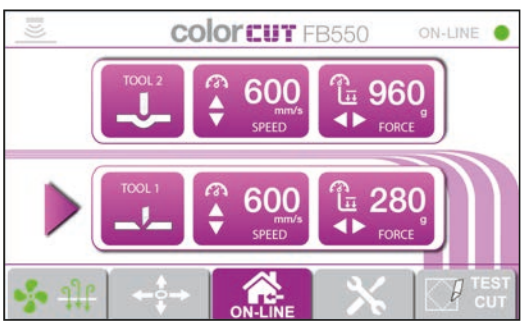 colorCUT FB550 ON-LINE
TOOL 2
600
mm/s
SPEED
960
g
FORCE
TOOL 1
600
mm/s
SPEED
280
g
FORCE
ON-LINE
TEST
CUT